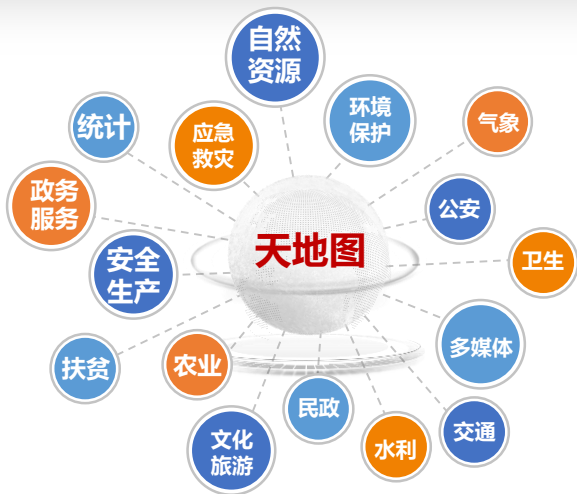 自然
资源
环境
保护
统计
应急
救灾
气象
政务
服务
公安
天地图
安全
生产
卫生
扶贫
农业
多媒体
民政
交通
文化
旅游
水利